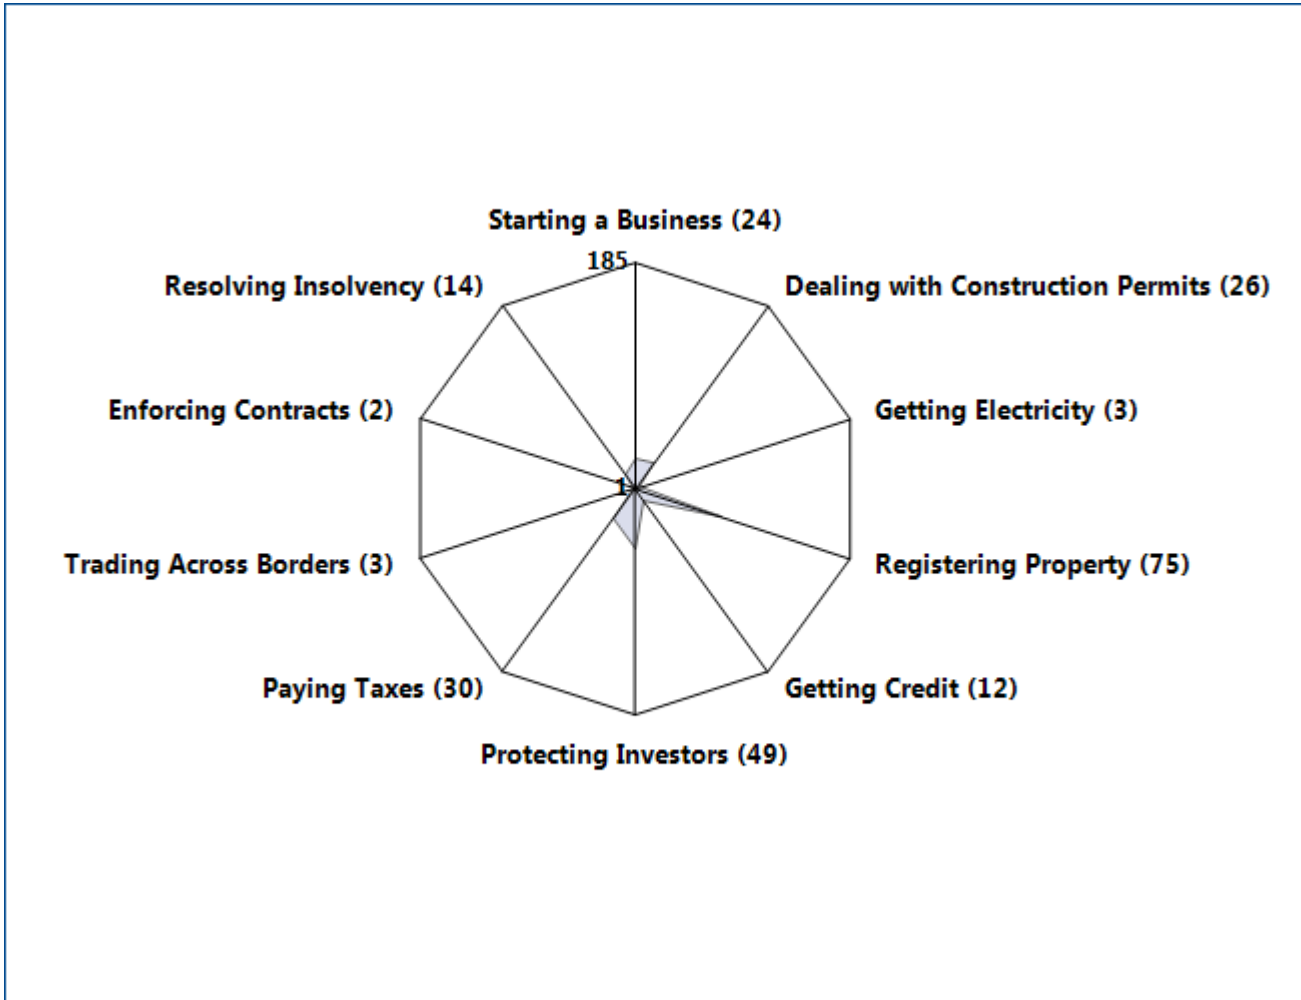 Starting a Business (24)
185
Resolving Insolvency (14)
Dealing with Construction Permits (26)
Enforcing Contracts (2)
Getting Electricity (3)
1
Trading Across Borders (3)
Registering Property (75)
Paying Taxes (30)
Getting Credit (12)
Protecting Investors (49)